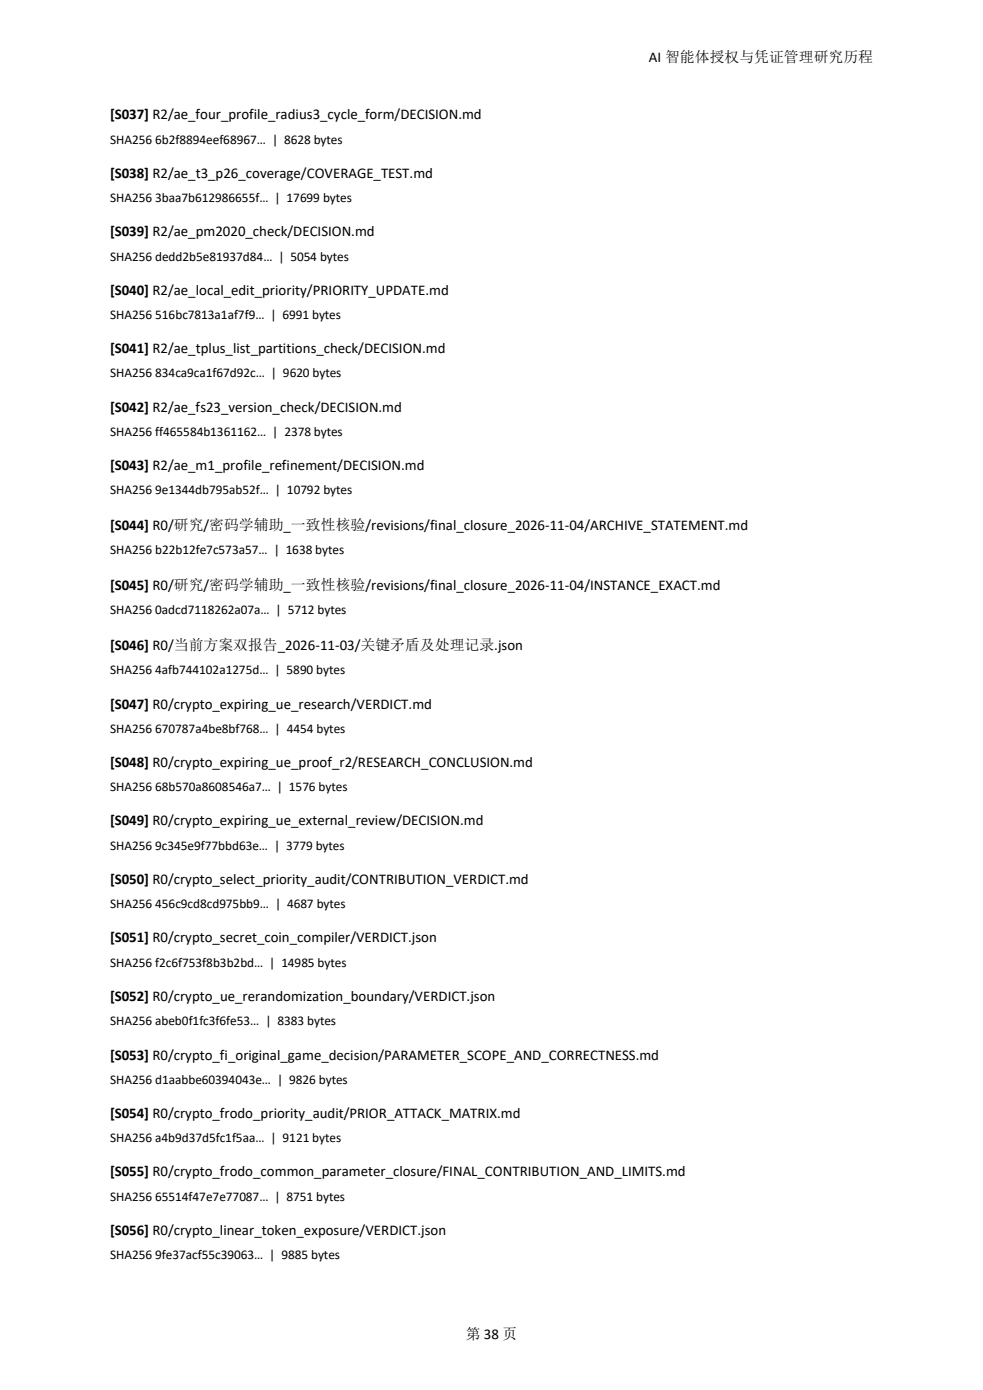 AI 智能体授权与凭证管理研究历程
[S037] R2/ae_four_profile_radius3_cycle_form/DECISION.md
SHA256 6b2f8894eef68967... | 8628 bytes
[S038] R2/ae_t3_p26_coverage/COVERAGE_TEST.md
SHA256 3baa7b612986655f... | 17699 bytes
[S039] R2/ae_pm2020_check/DECISION.md
SHA256 dedd2b5e81937d84... | 5054 bytes
[S040] R2/ae_local_edit_priority/PRIORITY_UPDATE.md
SHA256 516bc7813a1af7f9... | 6991 bytes
[S041] R2/ae_tplus_list_partitions_check/DECISION.md
SHA256 834ca9ca1f67d92c... | 9620 bytes
[S042] R2/ae_fs23_version_check/DECISION.md
SHA256 ff465584b1361162... | 2378 bytes
[S043] R2/ae_m1_profile_refinement/DECISION.md
SHA256 9e1344db795ab52f... | 10792 bytes
[S044] R0/研究/密码学辅助_一致性核验/revisions/final_closure_2026-11-04/ARCHIVE_STATEMENT.md
SHA256 b22b12fe7c573a57... | 1638 bytes
[S045] R0/研究/密码学辅助_一致性核验/revisions/final_closure_2026-11-04/INSTANCE_EXACT.md
SHA256 0adcd7118262a07a... | 5712 bytes
[S046] R0/当前方案双报告_2026-11-03/关键矛盾及处理记录.json
SHA256 4afb744102a1275d... | 5890 bytes
[S047] R0/crypto_expiring_ue_research/VERDICT.md
SHA256 670787a4be8bf768... | 4454 bytes
[S048] R0/crypto_expiring_ue_proof_r2/RESEARCH_CONCLUSION.md
SHA256 68b570a8608546a7... | 1576 bytes
[S049] R0/crypto_expiring_ue_external_review/DECISION.md
SHA256 9c345e9f77bbd63e... | 3779 bytes
[S050] R0/crypto_select_priority_audit/CONTRIBUTION_VERDICT.md
SHA256 456c9cd8cd975bb9... | 4687 bytes
[S051] R0/crypto_secret_coin_compiler/VERDICT.json
SHA256 f2c6f753f8b3b2bd... | 14985 bytes
[S052] R0/crypto_ue_rerandomization_boundary/VERDICT.json
SHA256 abeb0f1fc3f6fe53... | 8383 bytes
[S053] R0/crypto_fi_original_game_decision/PARAMETER_SCOPE_AND_CORRECTNESS.md
SHA256 d1aabbe60394043e... | 9826 bytes
[S054] R0/crypto_frodo_priority_audit/PRIOR_ATTACK_MATRIX.md
SHA256 a4b9d37d5fc1f5aa... | 9121 bytes
[S055] R0/crypto_frodo_common_parameter_closure/FINAL_CONTRIBUTION_AND_LIMITS.md
SHA256 65514f47e7e77087... | 8751 bytes
[S056] R0/crypto_linear_token_exposure/VERDICT.json
SHA256 9fe37acf55c39063... | 9885 bytes
第 38 页